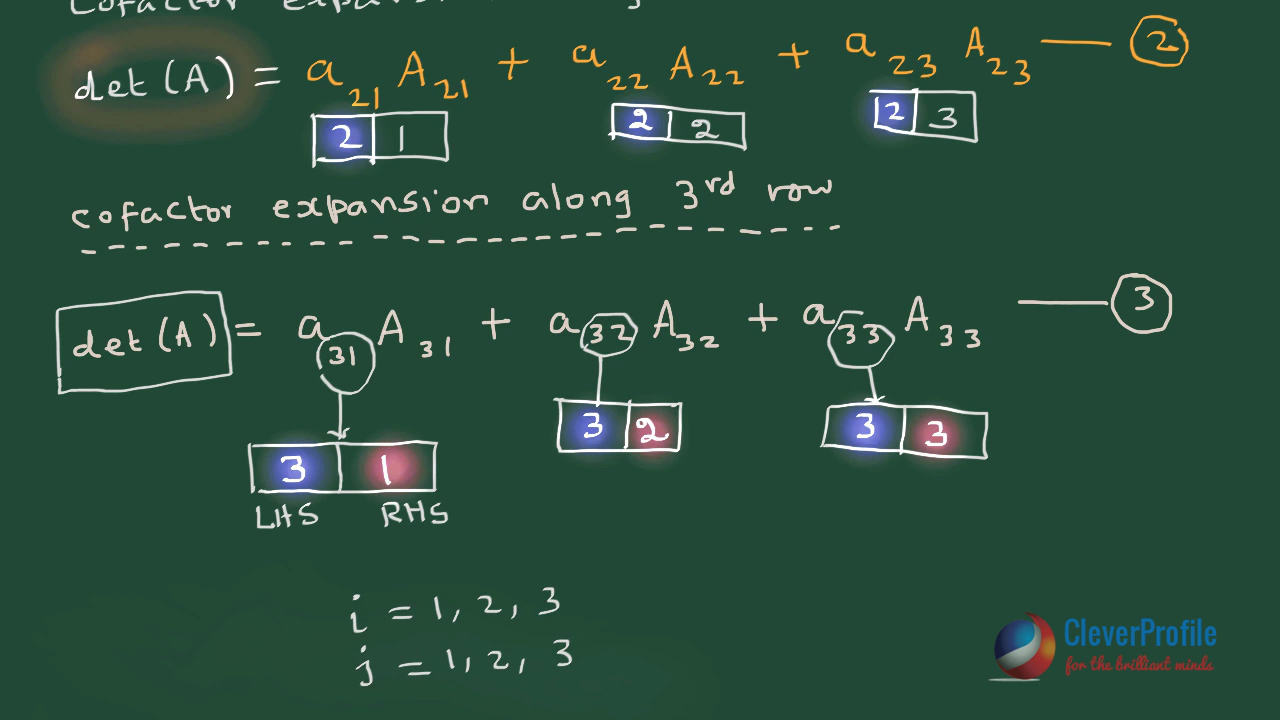 Cofactor expans
det (A) = a21 A21 + a22 A22 + a23 A23 — 2
2 1 2 2 2 3
cofactor expansion along 3rd row
det (A) = a31 A31 + a32 A32 + a33 A33 — 3
3 2 3 3
3 1
LHS RHS
i = 1, 2, 3
j = 1, 2, 3
CleverProfile
for the brilliant minds